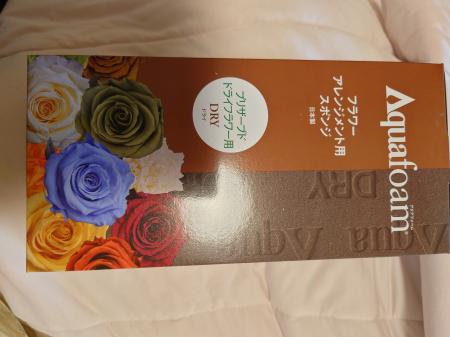 Aquafoam®
アクアフォーム®
フラワー
アレンジメント用
スポンジ
日本製
プリザーブド
ドライフラワー用
DRY
ドライ
DRY
Aqua Aqu